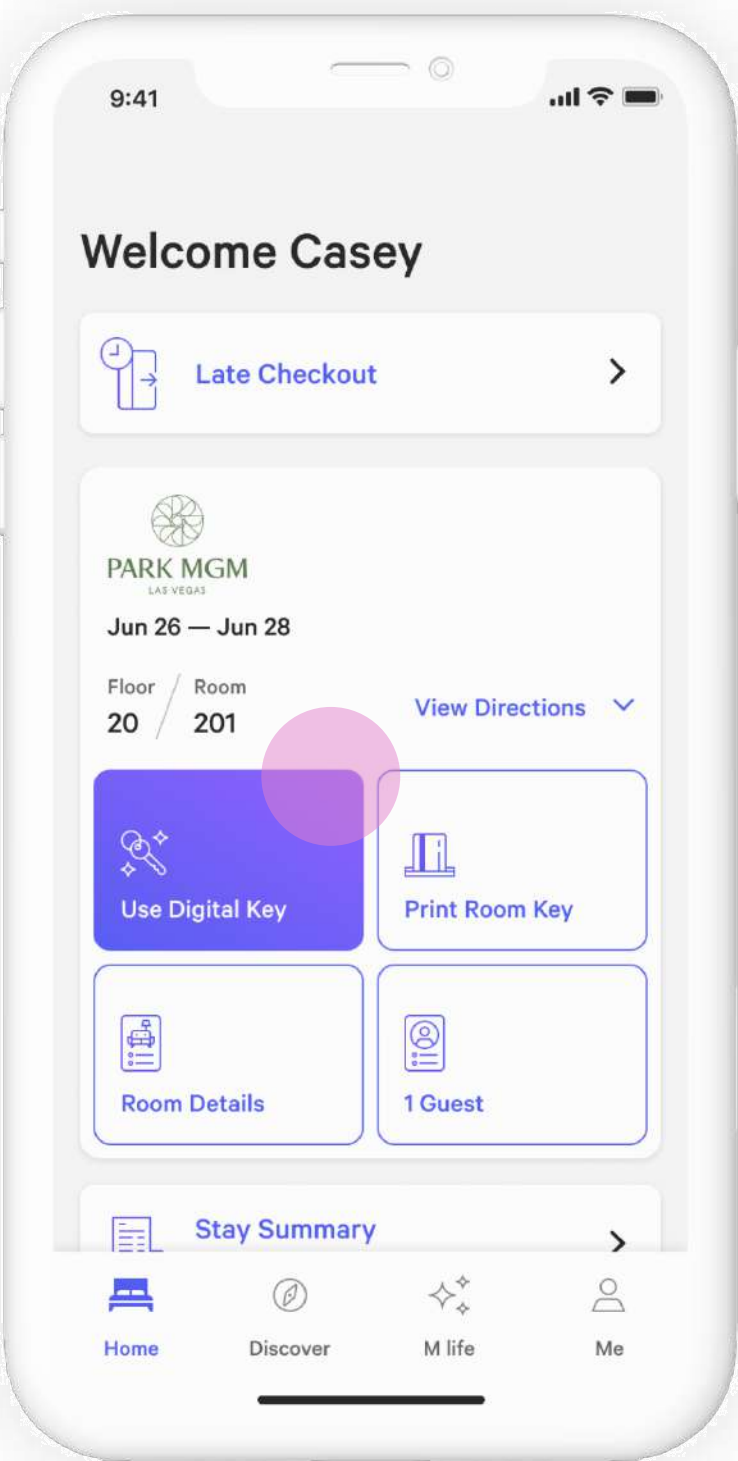 9:41
Welcome Casey
Late Checkout
PARK MGM
LAS VEGAS
Jun 26 — Jun 28
Floor / Room
20 / 201
View Directions
Use Digital Key
Print Room Key
Room Details
1 Guest
Stay Summary
Home
Discover
M life
Me